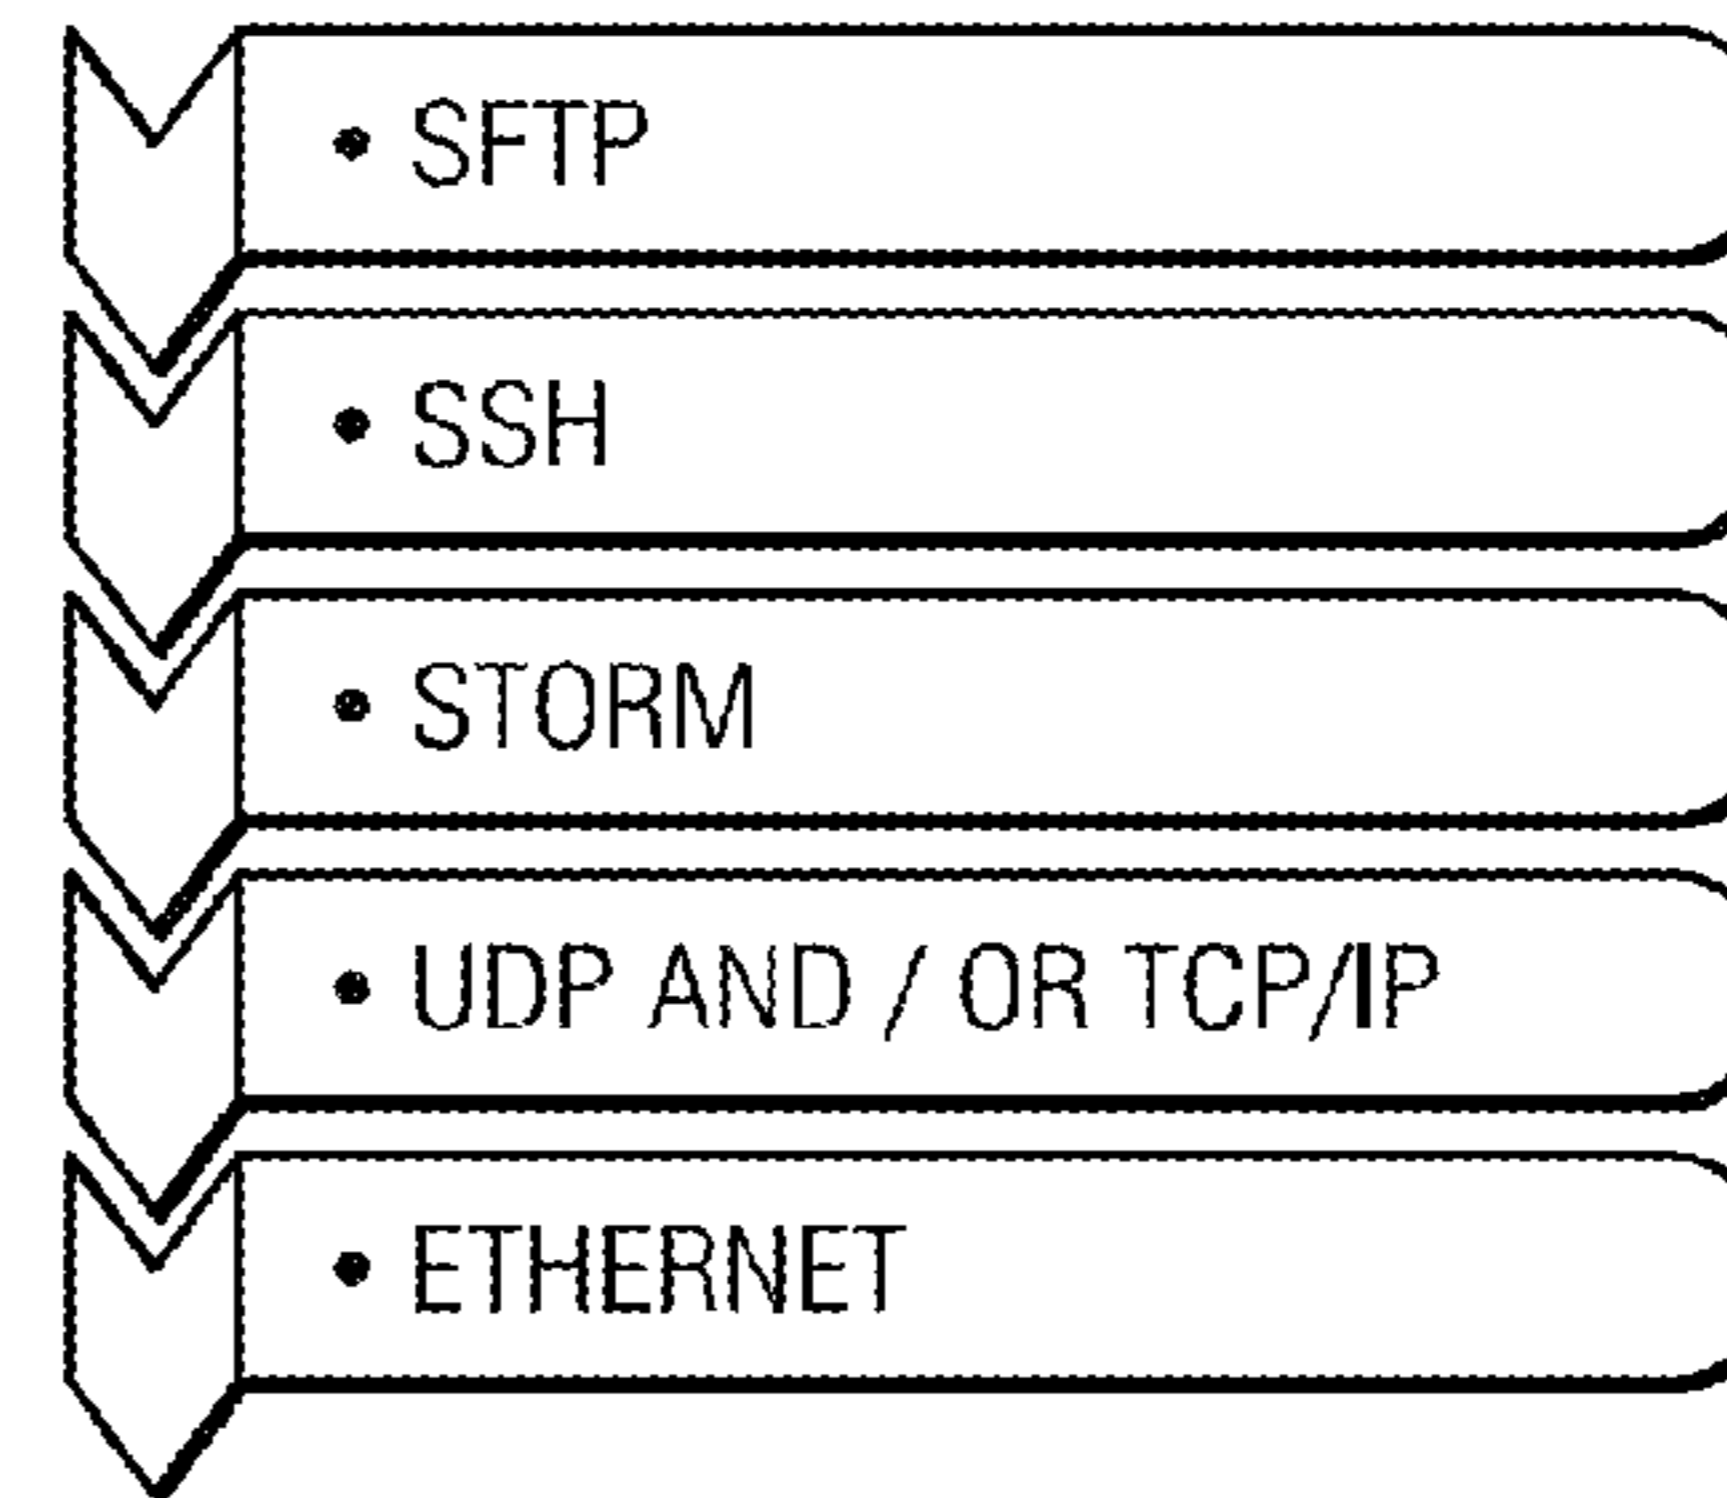 • SFTP
• SSH
• STORM
• UDP AND / OR TCP/IP
• ETHERNET